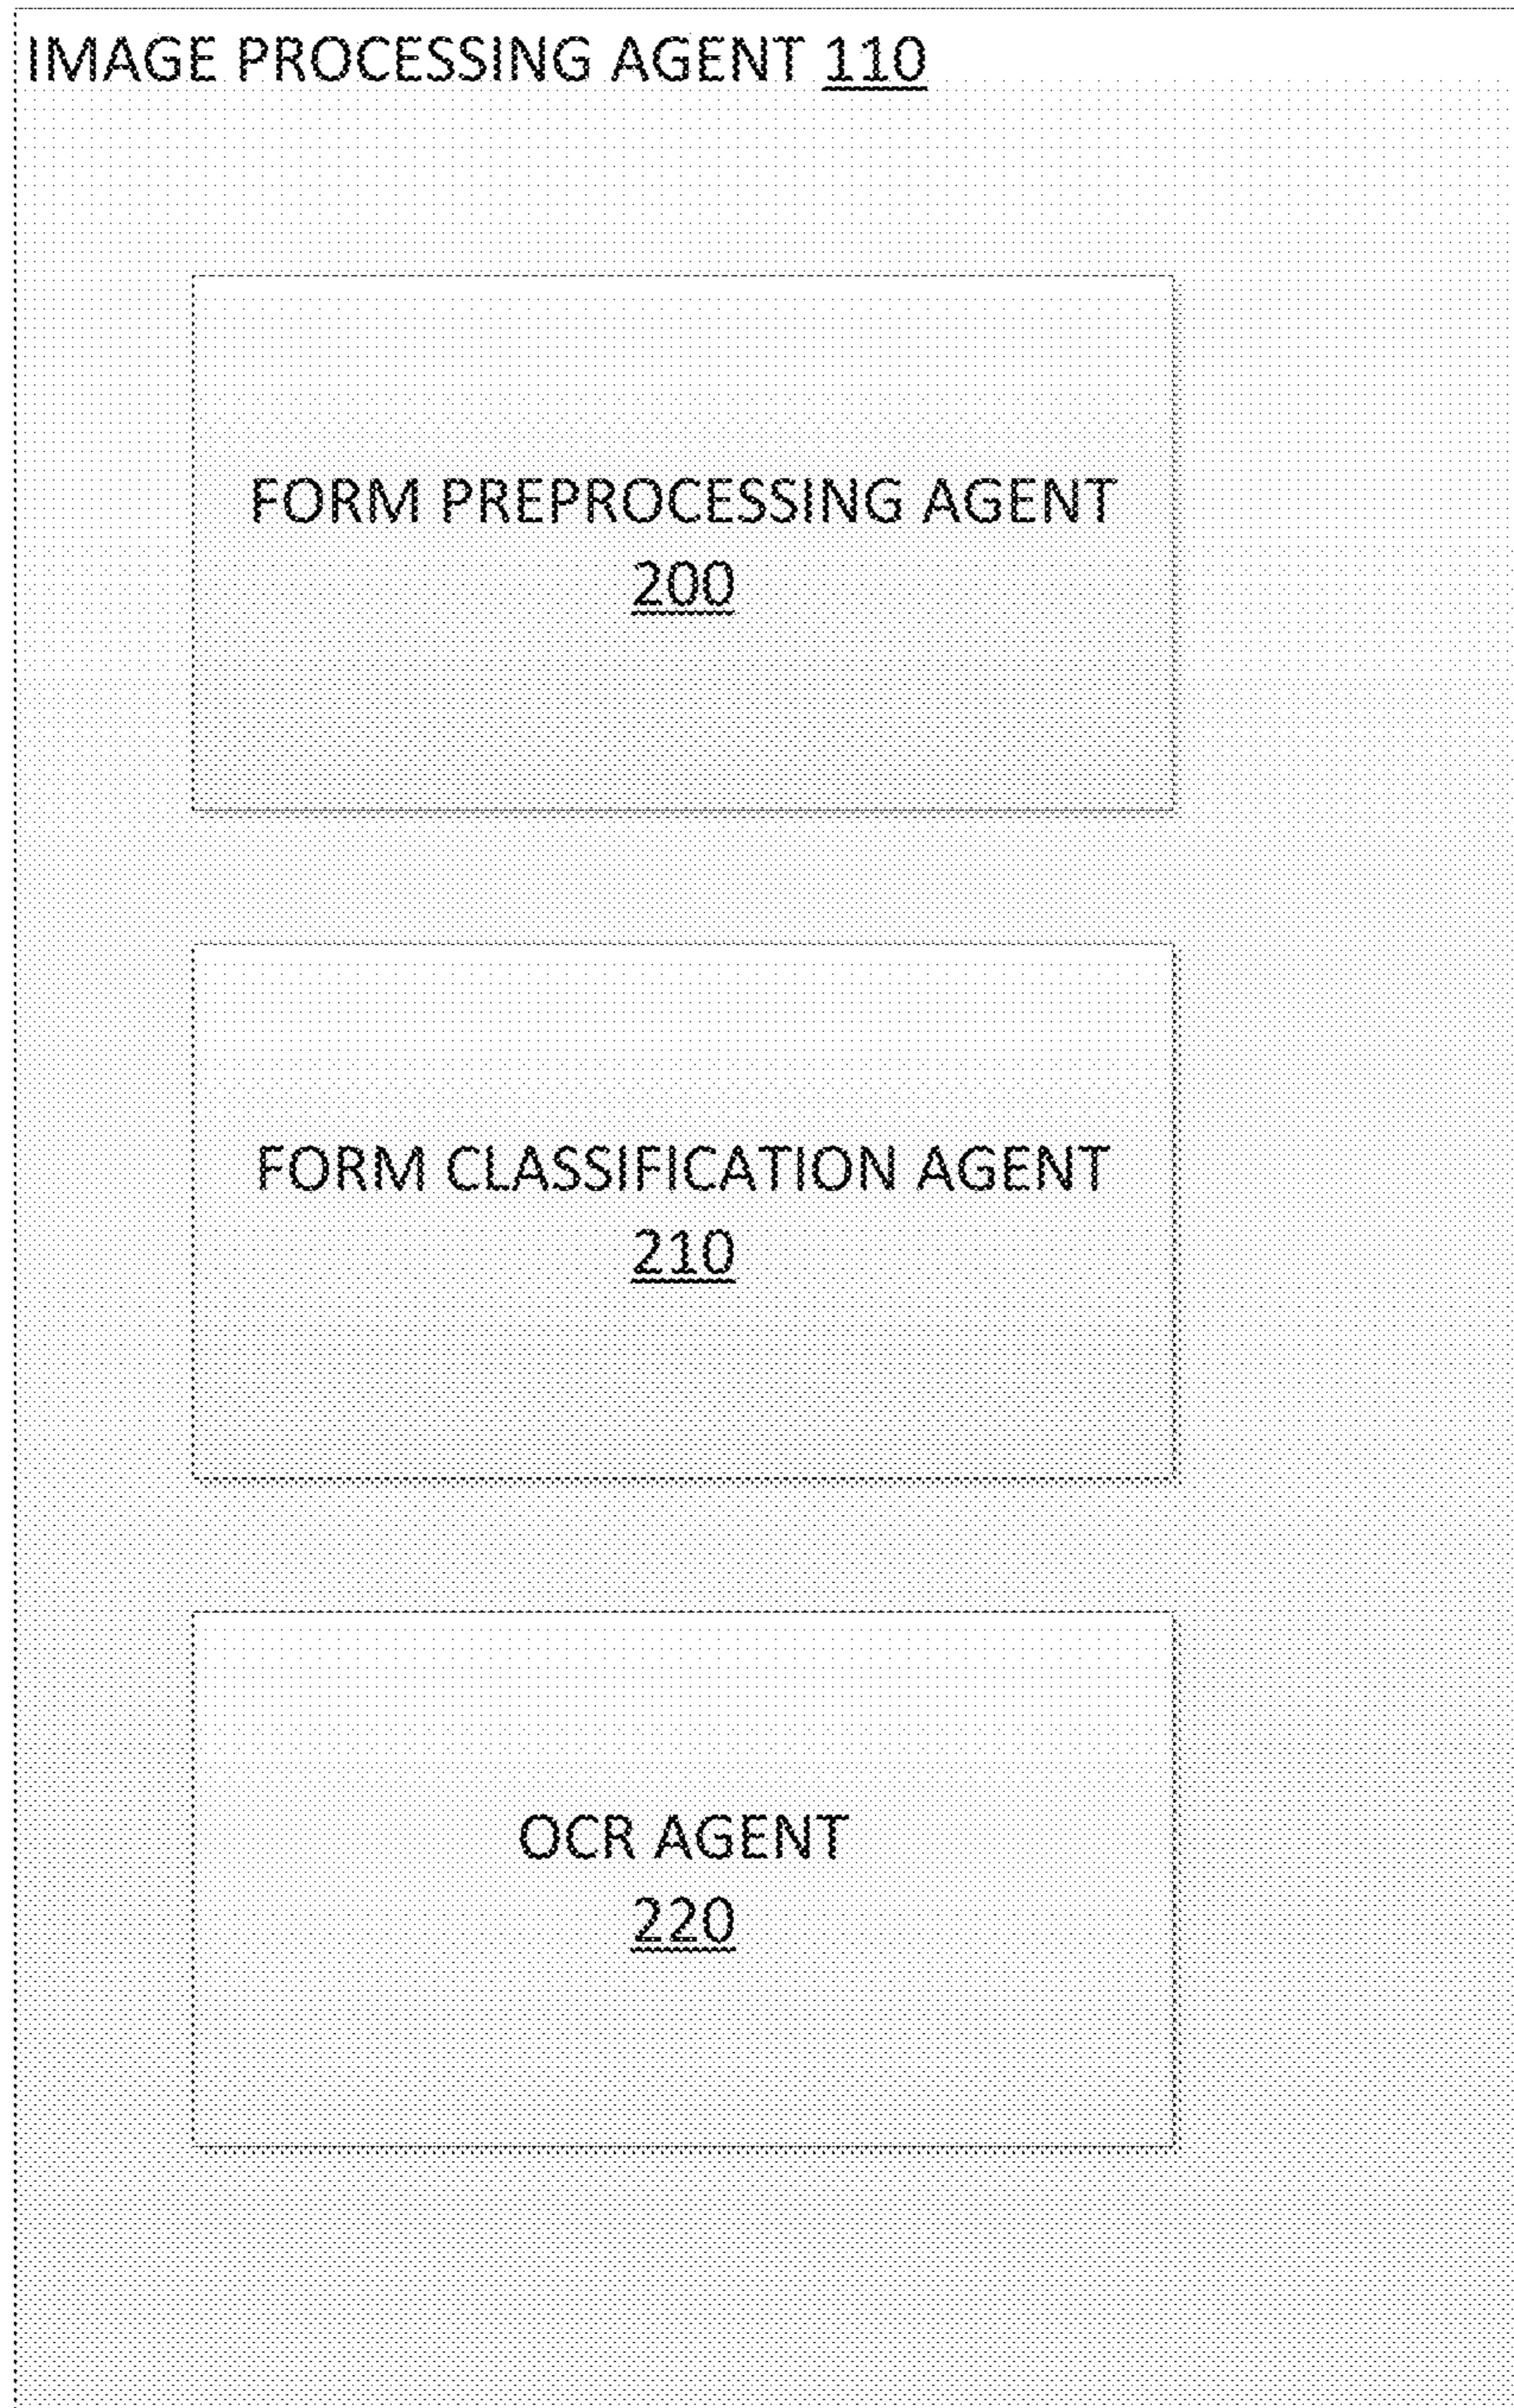 IMAGE PROCESSING AGENT 110
FORM PREPROCESSING AGENT
200
FORM CLASSIFICATION AGENT
210
OCR AGENT
220